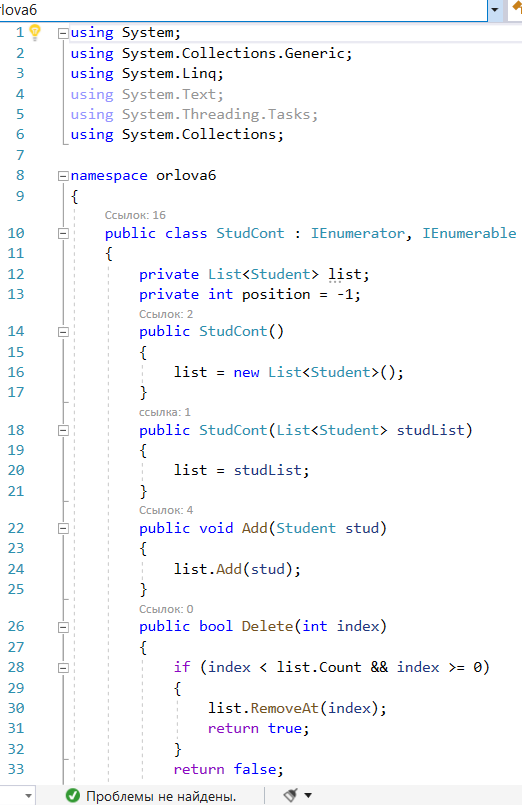 rlova6
1 using System;
2 using System.Collections.Generic;
3 using System.Linq;
4 using System.Text;
5 using System.Threading.Tasks;
6 using System.Collections;
7
8 namespace orlova6
9 {
Ссылок: 16
10 public class StudCont : IEnumerator, IEnumerable
11 {
12 private List<Student> list;
13 private int position = -1;
Ссылок: 2
14 public StudCont()
15 {
16 list = new List<Student>();
17 }
ссылка: 1
18 public StudCont(List<Student> studList)
19 {
20 list = studList;
21 }
Ссылок: 4
22 public void Add(Student stud)
23 {
24 list.Add(stud);
25 }
Ссылок: 0
26 public bool Delete(int index)
27 {
28 if (index < list.Count && index >= 0)
29 {
30 list.RemoveAt(index);
31 return true;
32 }
33 return false;
Проблемы не найдены.